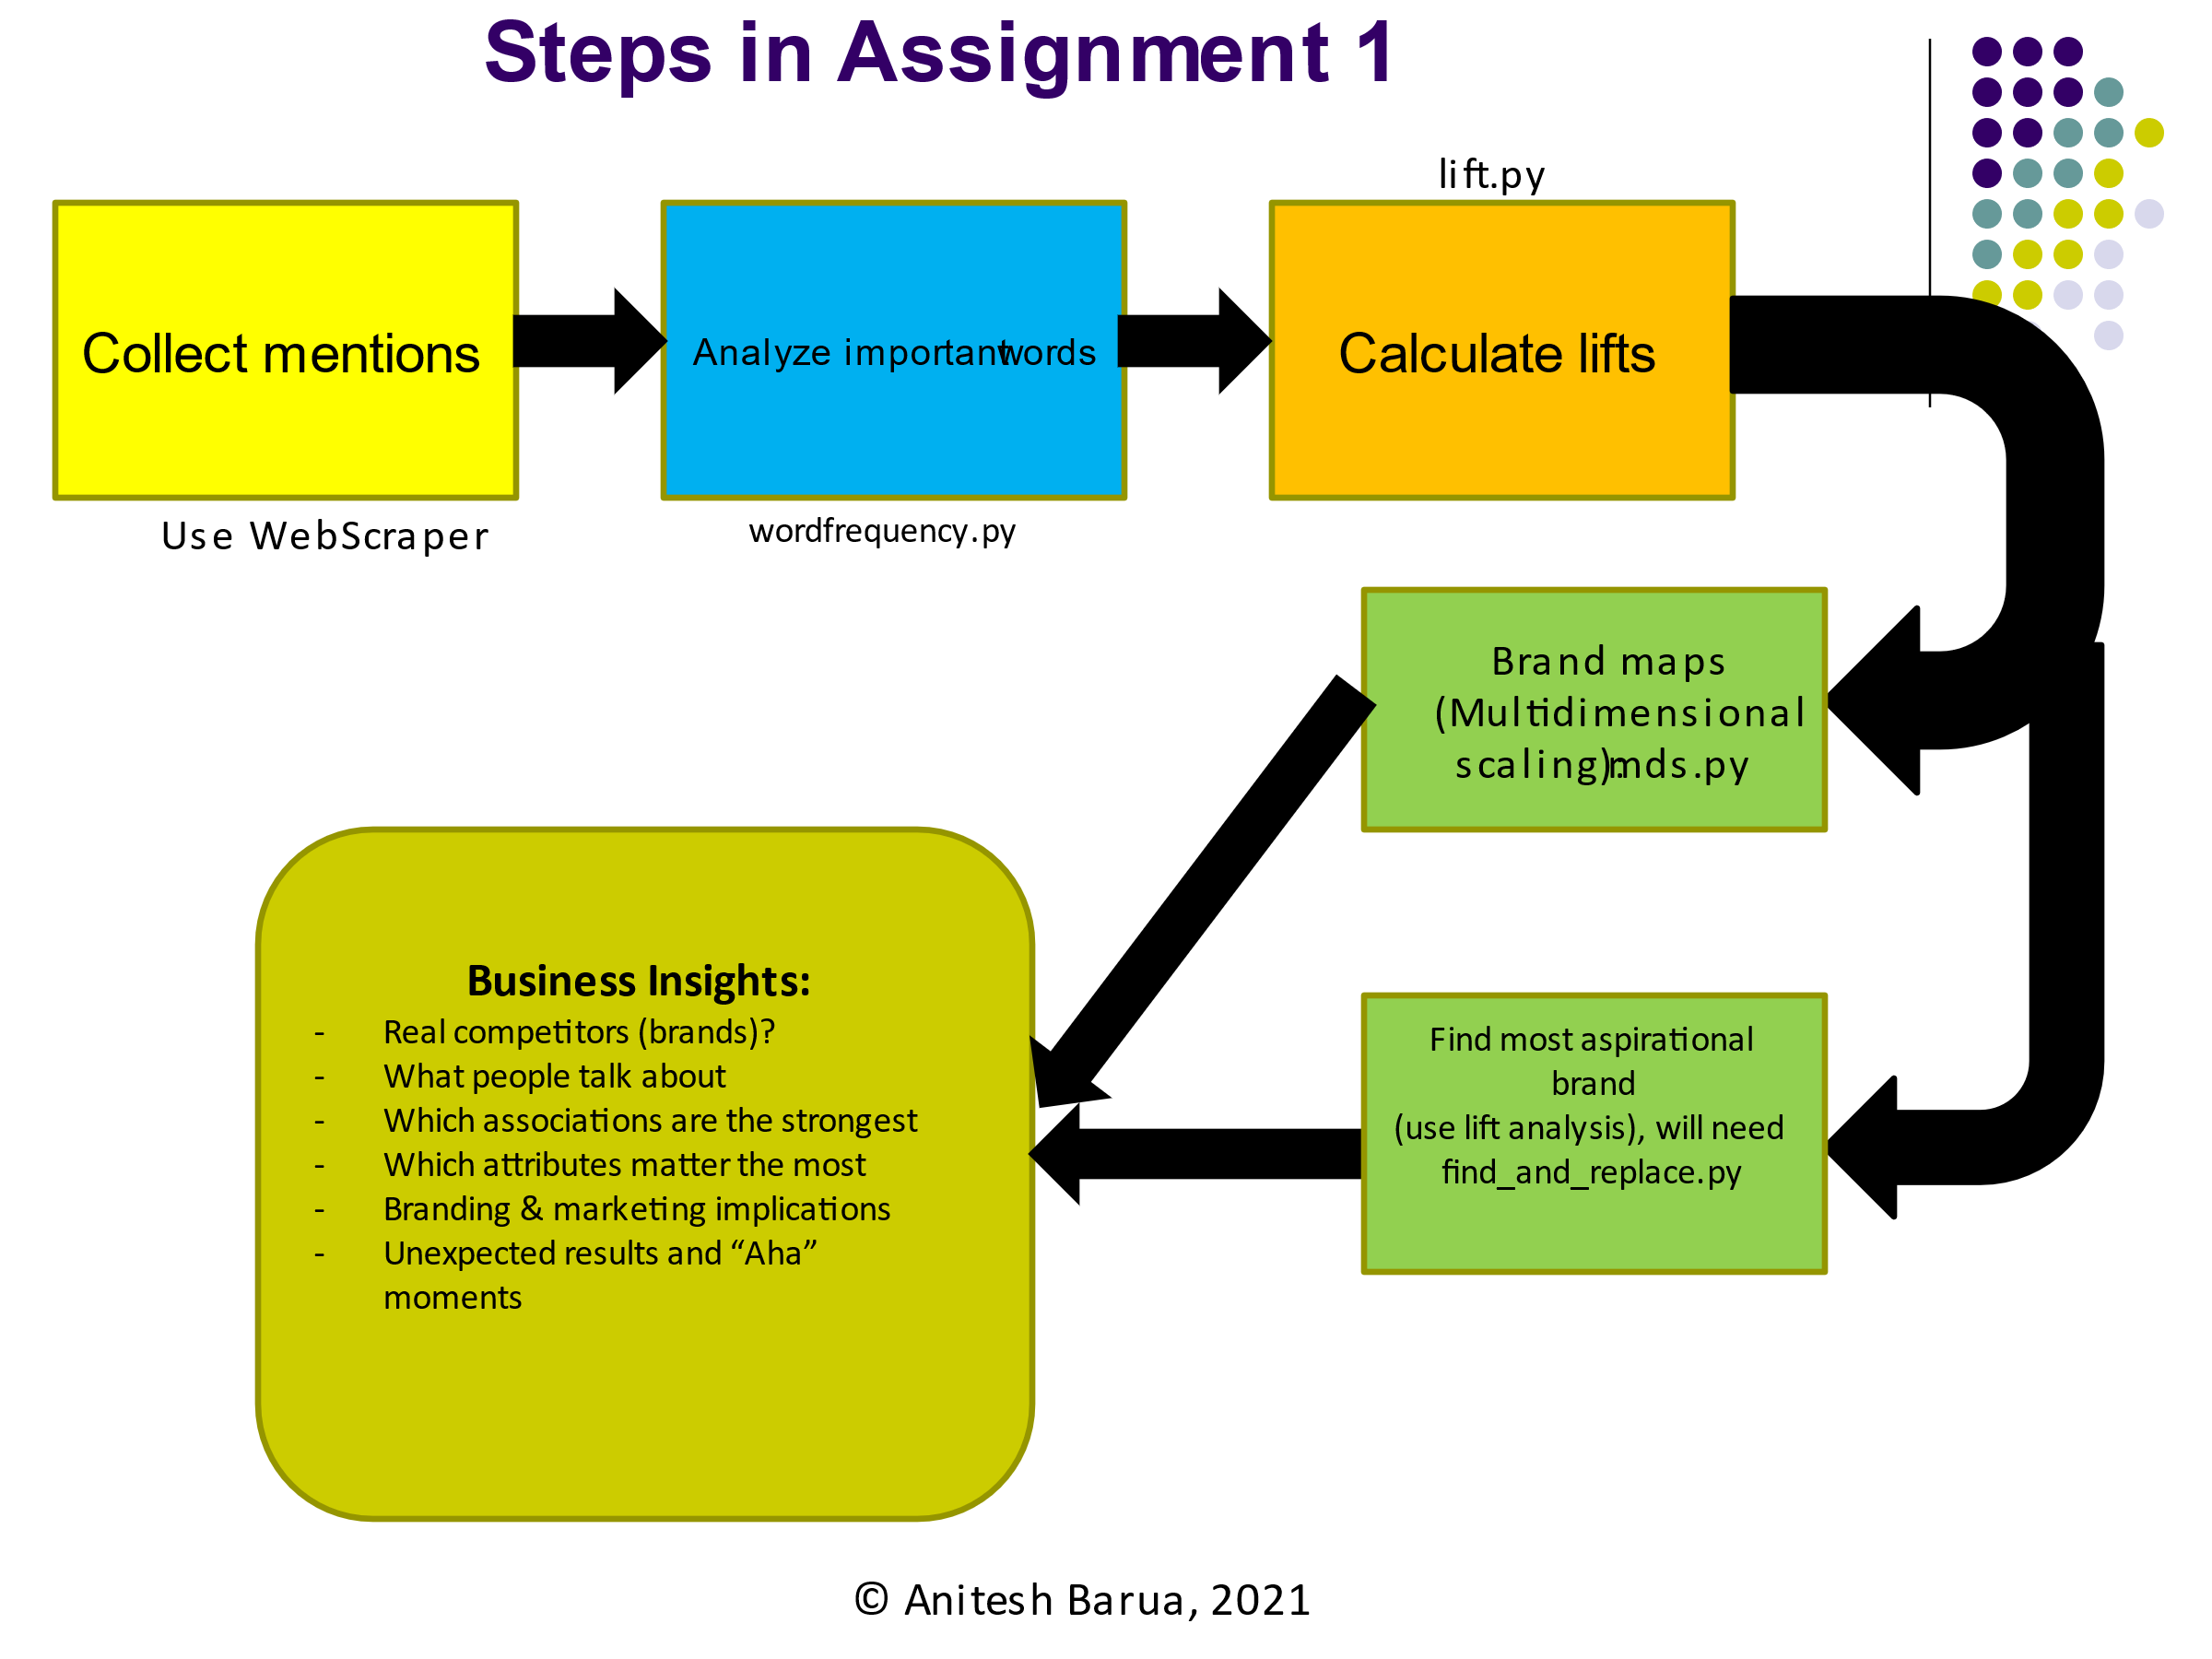 Steps in Assignment 1
lift.py
Collect mentions
Analyze important words
Calculate lifts
Use WebScraper
wordfrequency.py
Brand maps
(Multidimensional
scaling): mds.py
Business Insights:
- Real competitors (brands)?
- What people talk about
- Which associations are the strongest
- Which attributes matter the most
- Branding & marketing implications
- Unexpected results and “Aha”
moments
Find most aspirational
brand
(use lift analysis), will need
find_and_replace.py
© Anitesh Barua, 2021